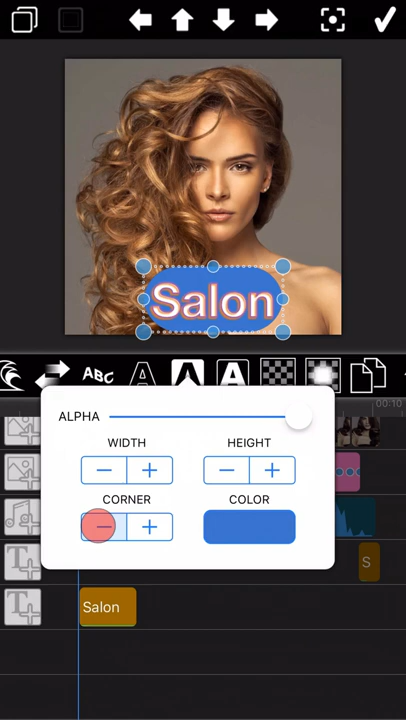 Salon
ABC
A
A
00:10
ALPHA
WIDTH
HEIGHT
CORNER
COLOR
S
Salon